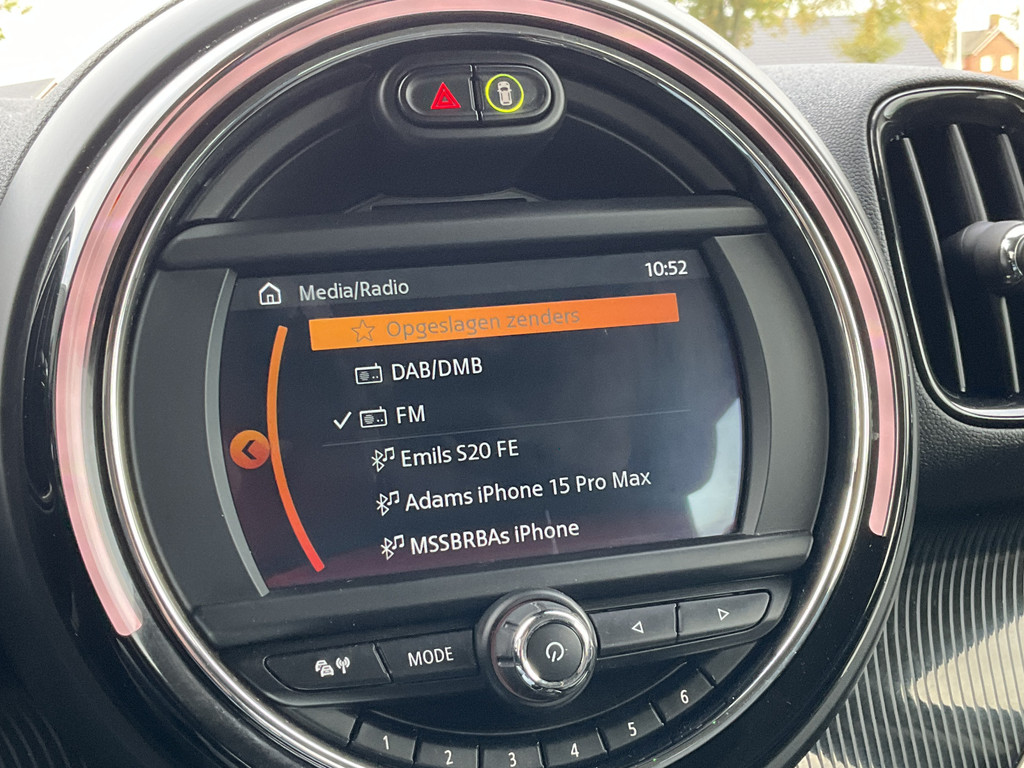 Media/Radio
10:52
Opgeslagen zenders
DAB/DMB
FM
Emils S20 FE
Adams iPhone 15 Pro Max
MSSBRBAs iPhone
MODE
1
2
3
4
5
6